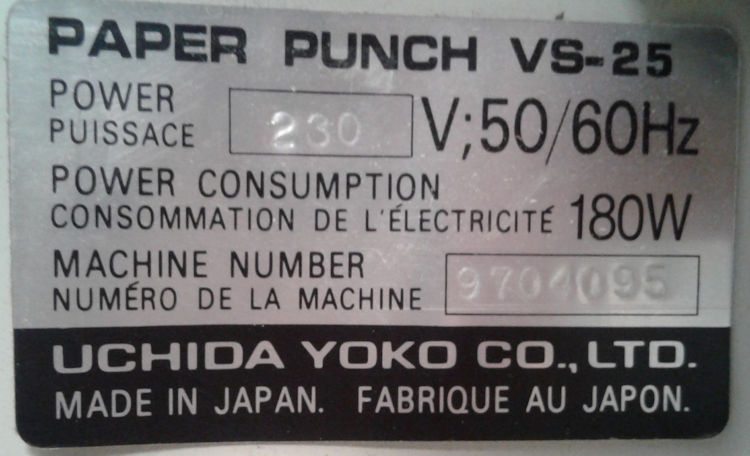 PAPER PUNCH VS-25
POWER
PUISSACE 230 V;50/60Hz
POWER CONSUMPTION
CONSOMMATION DE L'ÉLECTRICITÉ 180W
MACHINE NUMBER
NUMÉRO DE LA MACHINE 9704095
UCHIDA YOKO CO., LTD.
MADE IN JAPAN. FABRIQUE AU JAPON.